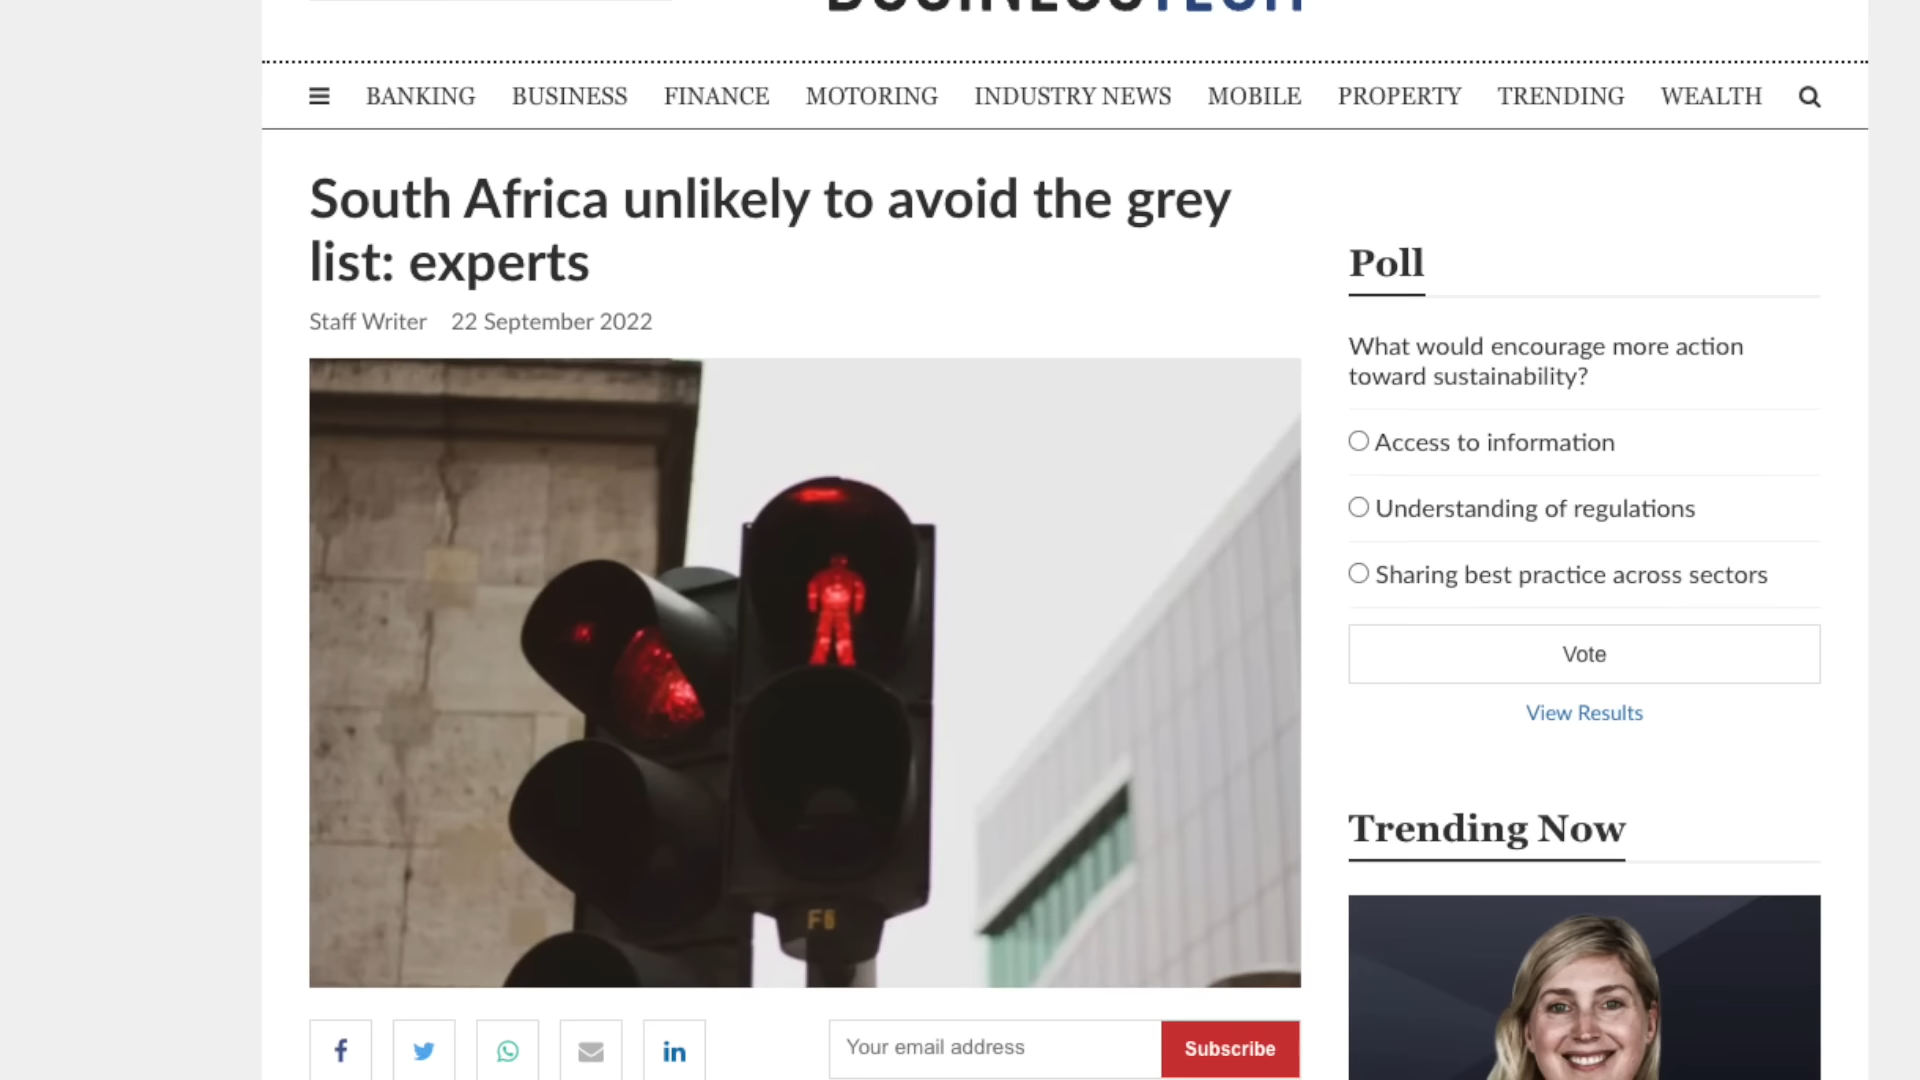 BUSINESSTECH
BANKING BUSINESS FINANCE MOTORING INDUSTRY NEWS MOBILE PROPERTY TRENDING WEALTH
South Africa unlikely to avoid the grey
list: experts
Staff Writer 22 September 2022
F6
Your email address Subscribe
Poll
What would encourage more action
toward sustainability?
Access to information
Understanding of regulations
Sharing best practice across sectors
Vote
View Results
Trending Now